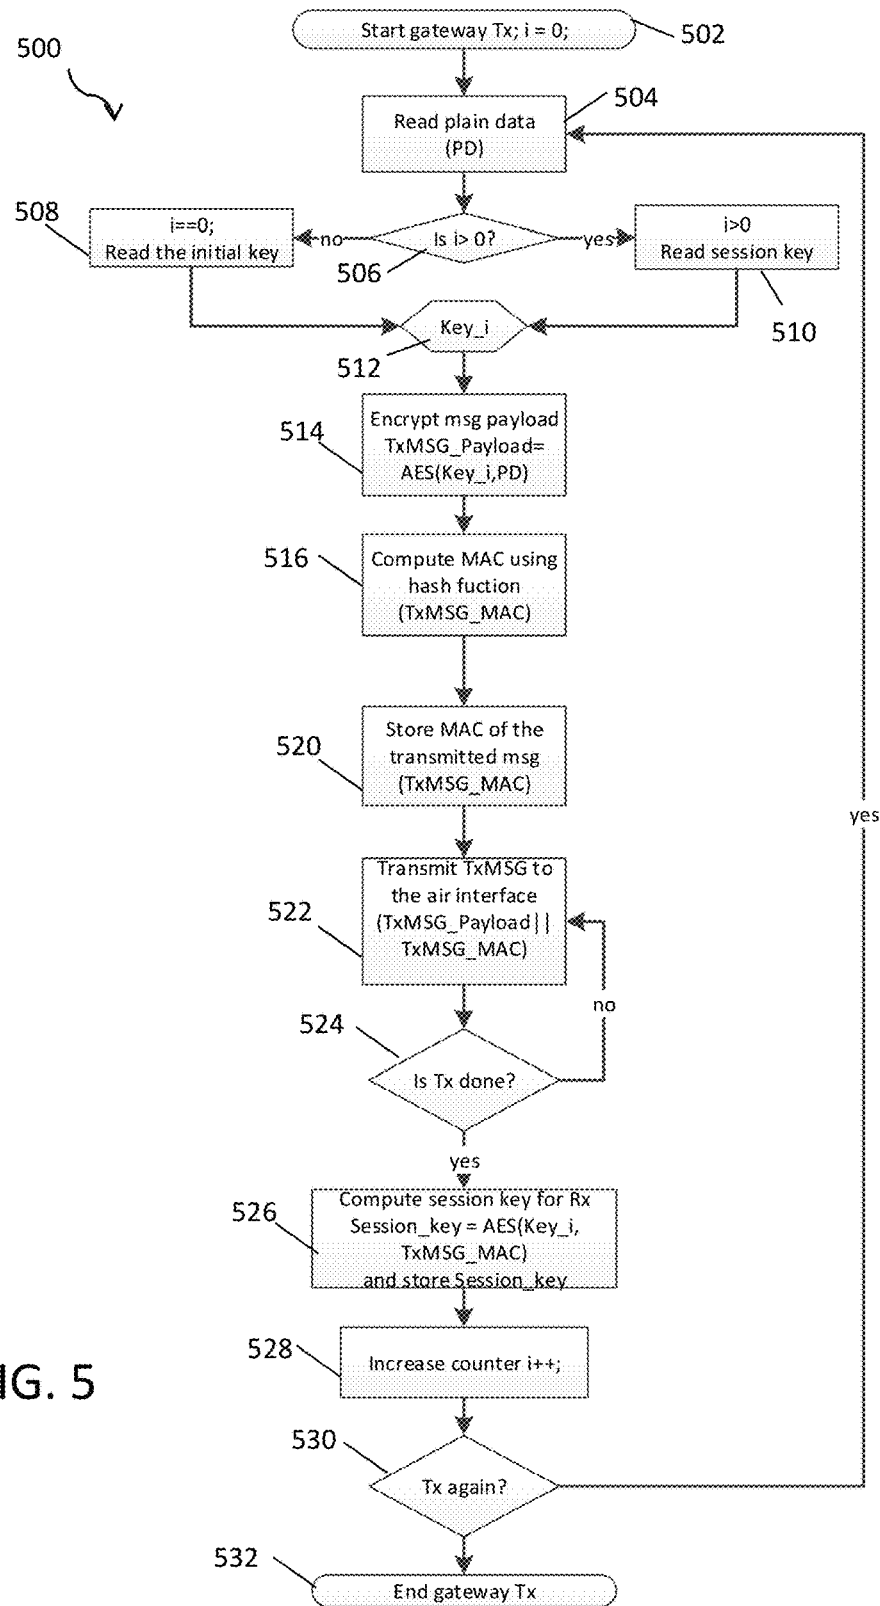 500
Start gateway Tx; i = 0;
502
504
Read plain data
(PD)
508
i==0;
Read the initial key
no
Is i> 0?
506
yes
i>0
Read session key
510
Key_i
512
514
Encrypt msg payload
TxMSG_Payload=
AES(Key_i,PD)
516
Compute MAC using
hash fuction
(TxMSG_MAC)
520
Store MAC of the
transmitted msg
(TxMSG_MAC)
yes
522
Transmit TxMSG to
the air interface
(TxMSG_Payload||
TxMSG_MAC)
no
524
Is Tx done?
yes
526
Compute session key for Rx
Session_key = AES(Key_i,
TxMSG_MAC)
and store Session_key
528
Increase counter i++;
IG. 5
530
Tx again?
532
End gateway Tx